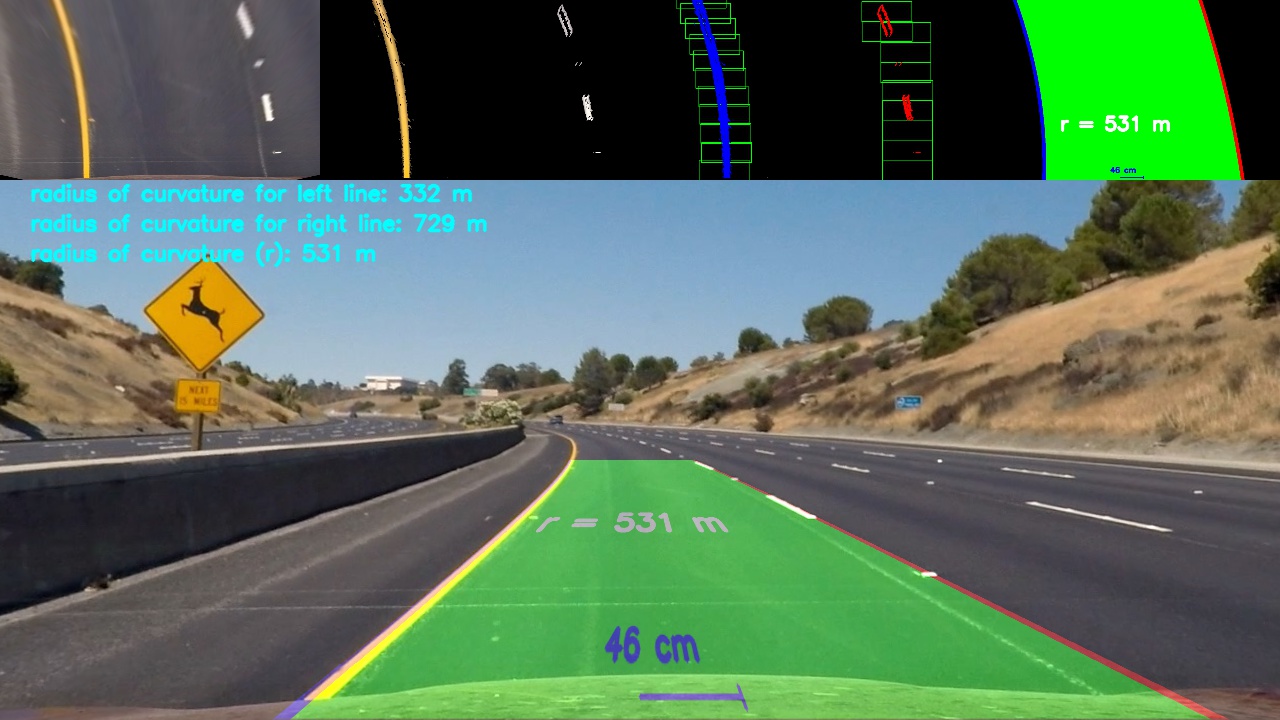 r = 531 m
46 cm
radius of curvature for left line: 332 m
radius of curvature for right line: 729 m
radius of curvature (r): 531 m
NEXT
15 MILES
r = 531 m
46 cm